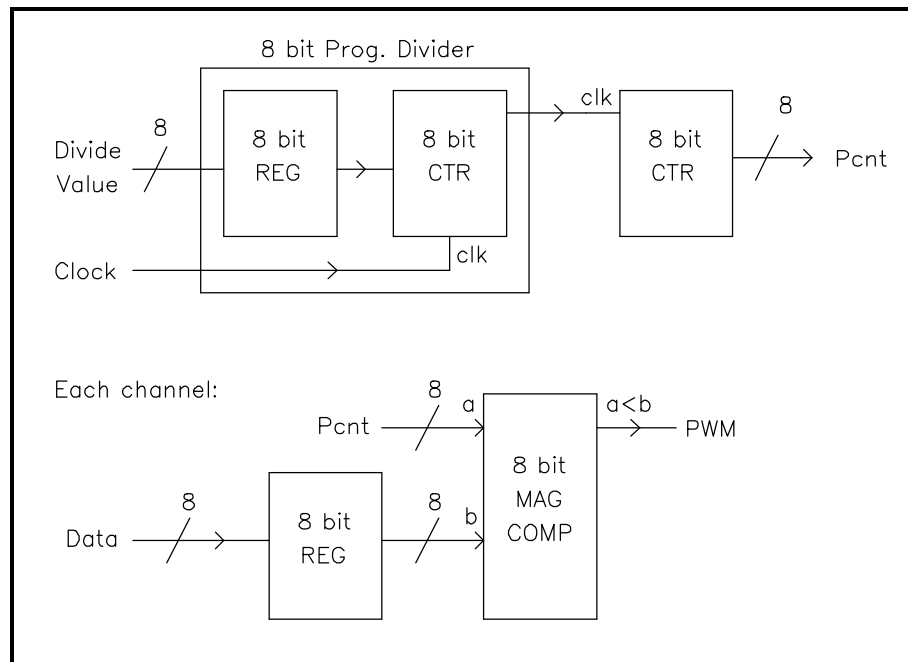 8 bit Prog. Divider
Divide
Value
8
8 bit
REG
8 bit
CTR
clk
Clock
clk
8 bit
CTR
8
Pcnt
Each channel:
Pcnt
8
a
a<b
PWM
8 bit
MAG
COMP
Data
8
8 bit
REG
8
b